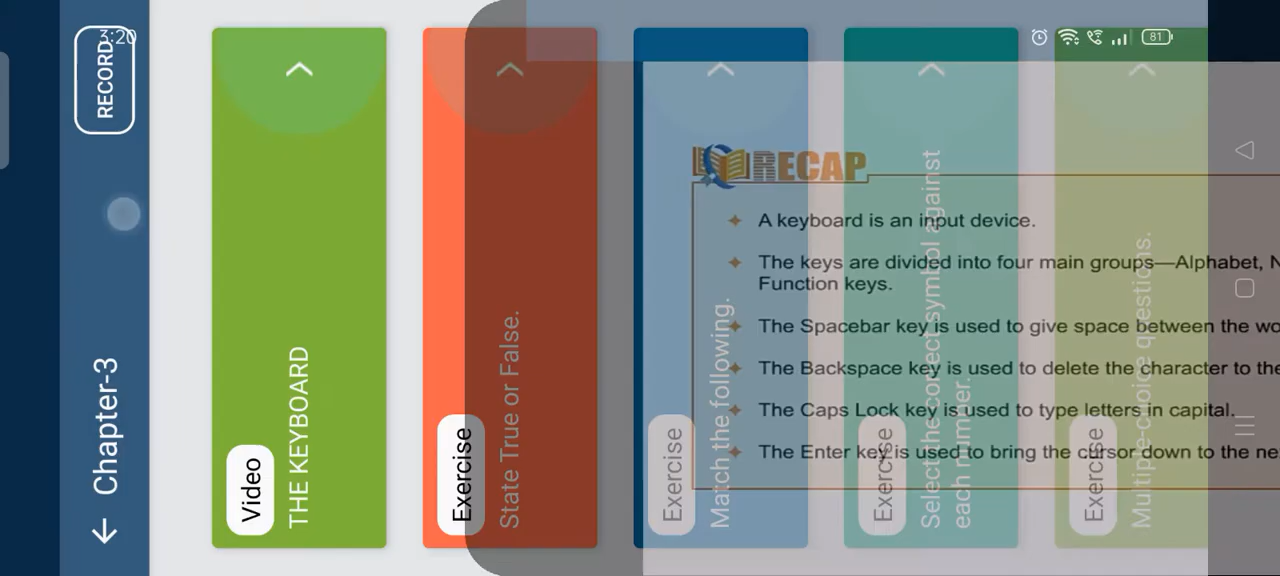 3:20
81
RECORD
Chapter-3
Video
THE KEYBOARD
Exercise
State True or False.
Exercise
Match the following.
Exercise
Select the correct symbol against
each number.
Exercise
Multiple choice questions.
RECAP
A keyboard is an input device.
The keys are divided into four main groups—Alphabet, N
Function keys.
The Spacebar key is used to give space between the wo
The Backspace key is used to delete the character to the
The Caps Lock key is used to type letters in capital.
The Enter key is used to bring the cursor down to the ne